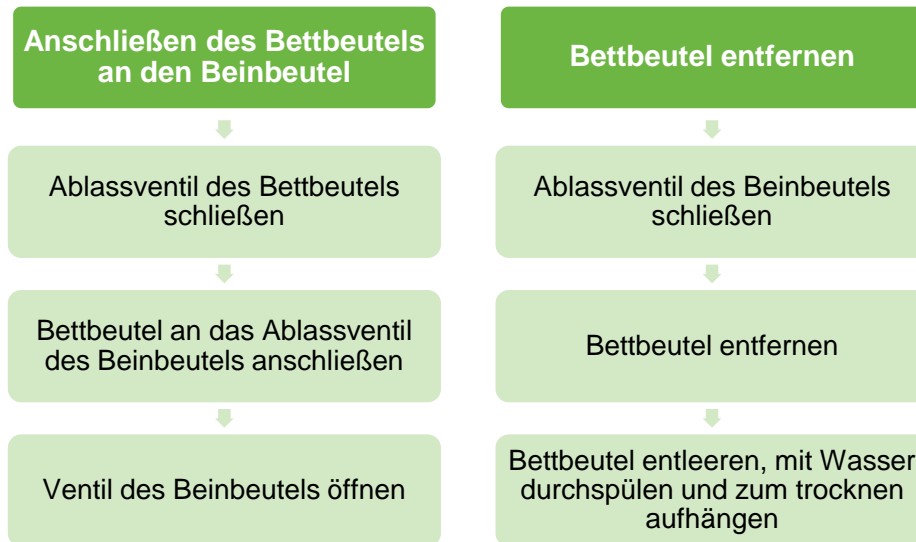 Anschließen des Bettbeutels
an den Beinbeutel
Ablassventil des Bettbeutels
schließen
Bettbeutel an das Ablassventil
des Beinbeutels anschließen
Ventil des Beinbeutels öffnen
Bettbeutel entfernen
Ablassventil des Beinbeutels
schließen
Bettbeutel entfernen
Bettbeutel entleeren, mit Wasser
durchspülen und zum trocknen
aufhängen